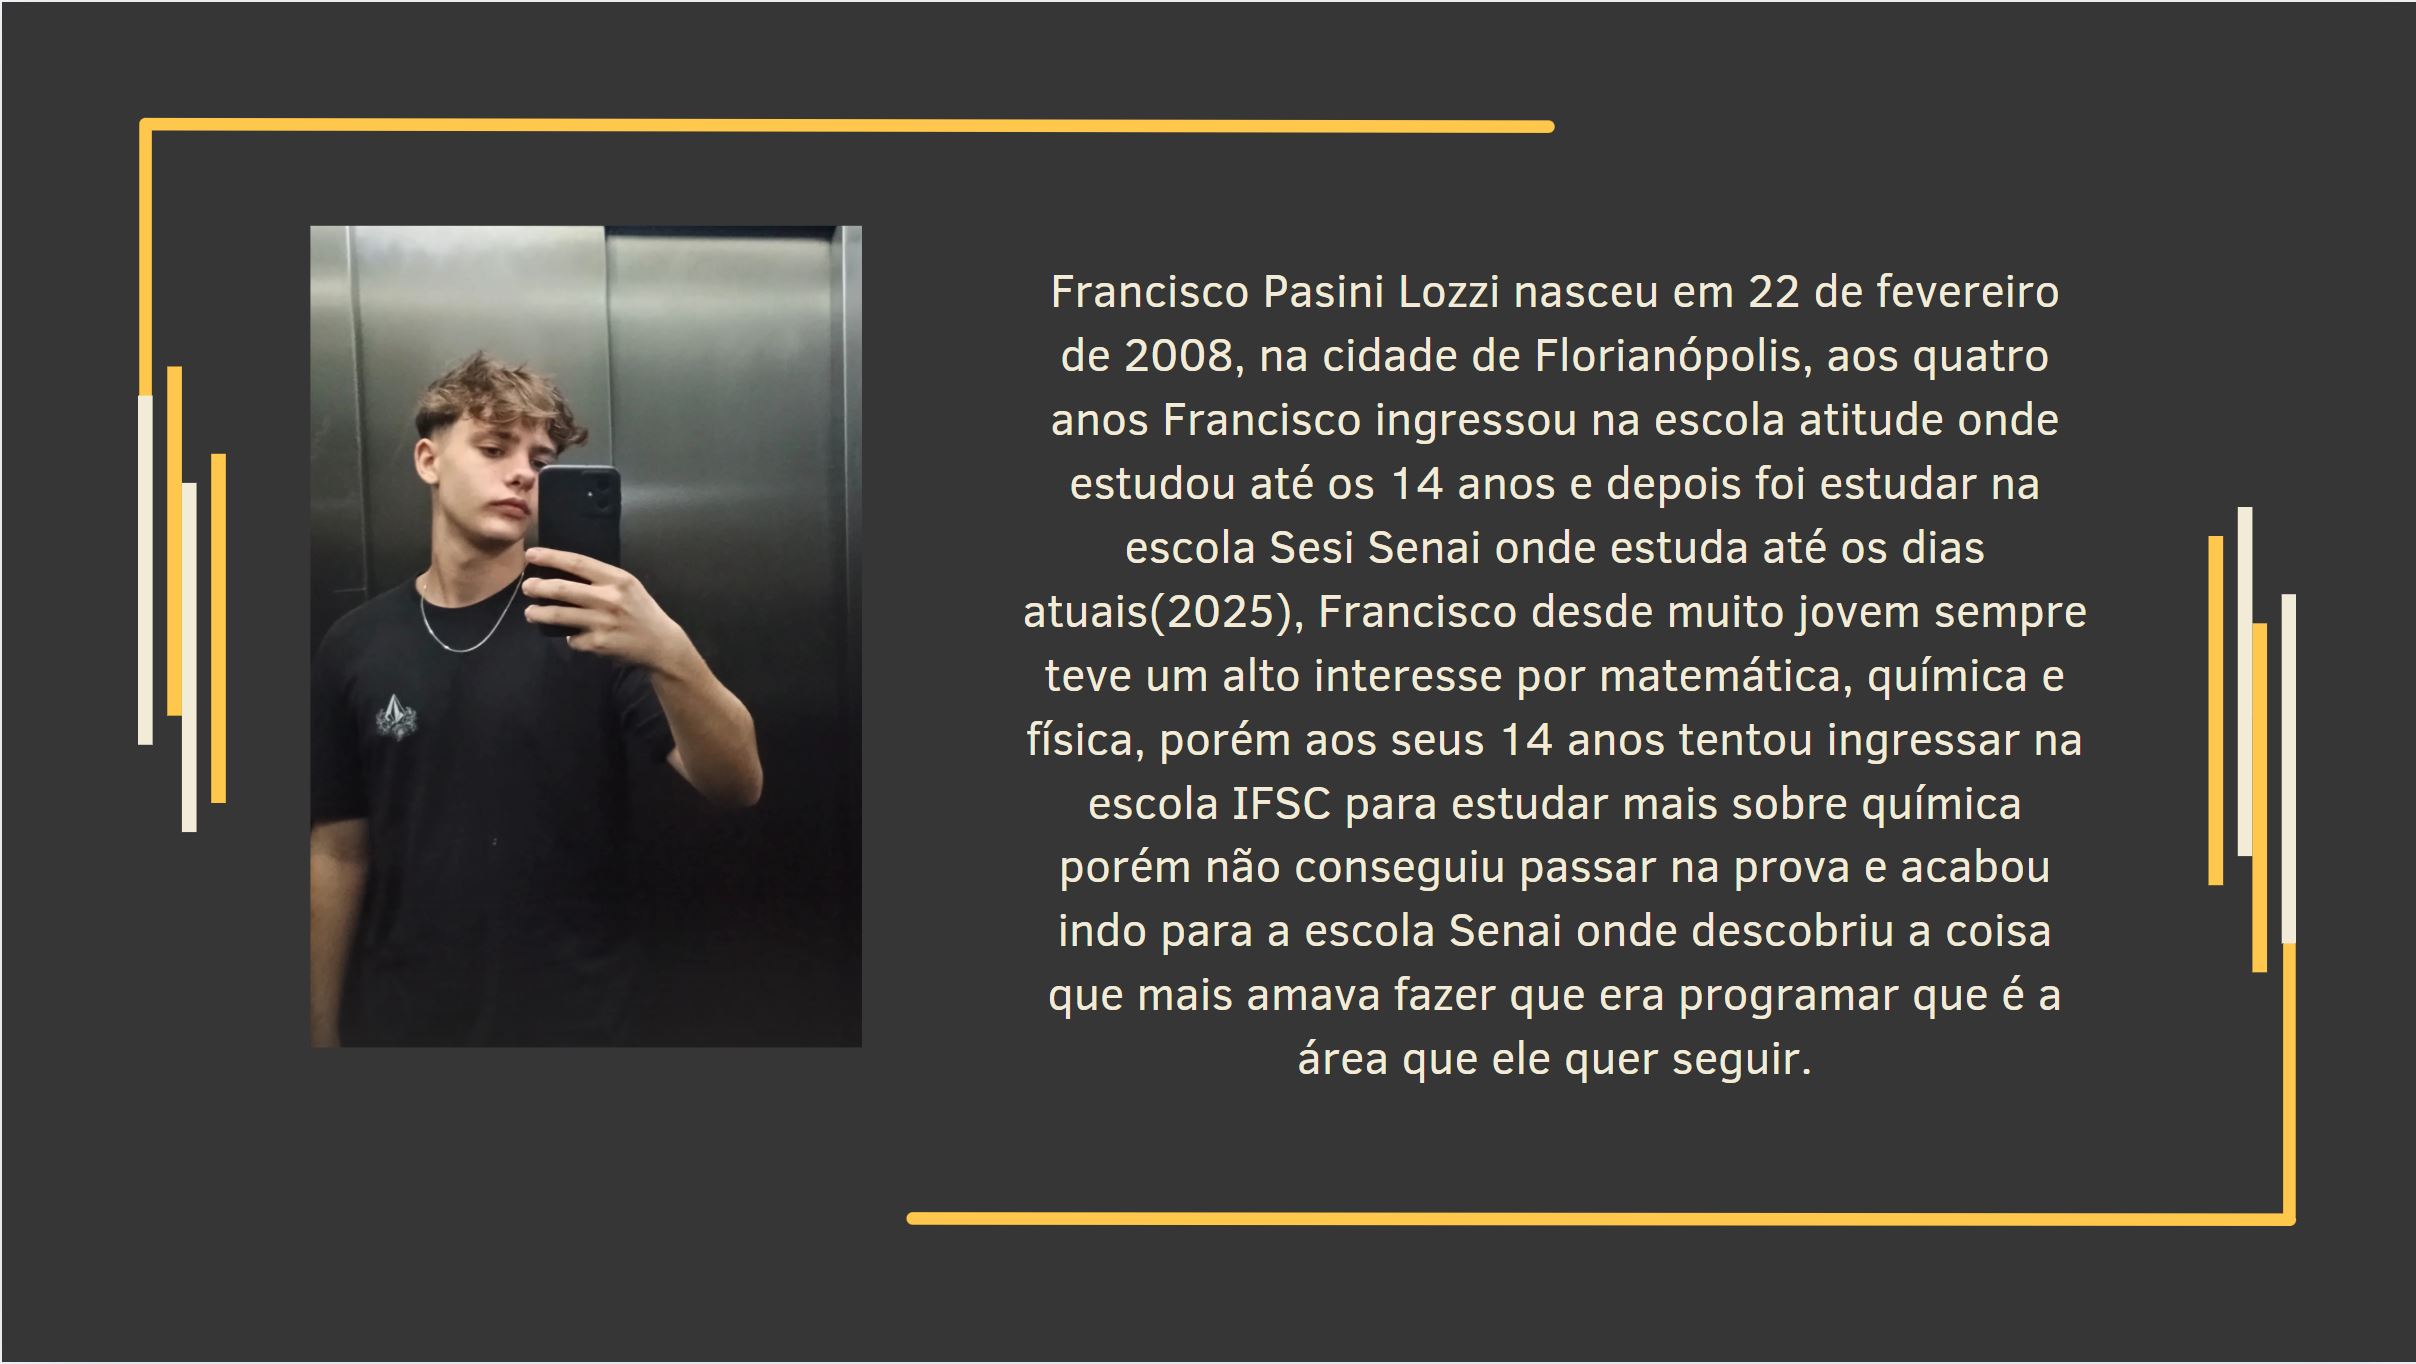 Francisco Pasini Lozzi nasceu em 22 de fevereiro
de 2008, na cidade de Florianópolis, aos quatro
anos Francisco ingressou na escola atitude onde
estudou até os 14 anos e depois foi estudar na
escola Sesi Senai onde estuda até os dias
atuais(2025), Francisco desde muito jovem sempre
teve um alto interesse por matemática, química e
física, porém aos seus 14 anos tentou ingressar na
escola IFSC para estudar mais sobre química
porém não conseguiu passar na prova e acabou
indo para a escola Senai onde descobriu a coisa
que mais amava fazer que era programar que é a
área que ele quer seguir.